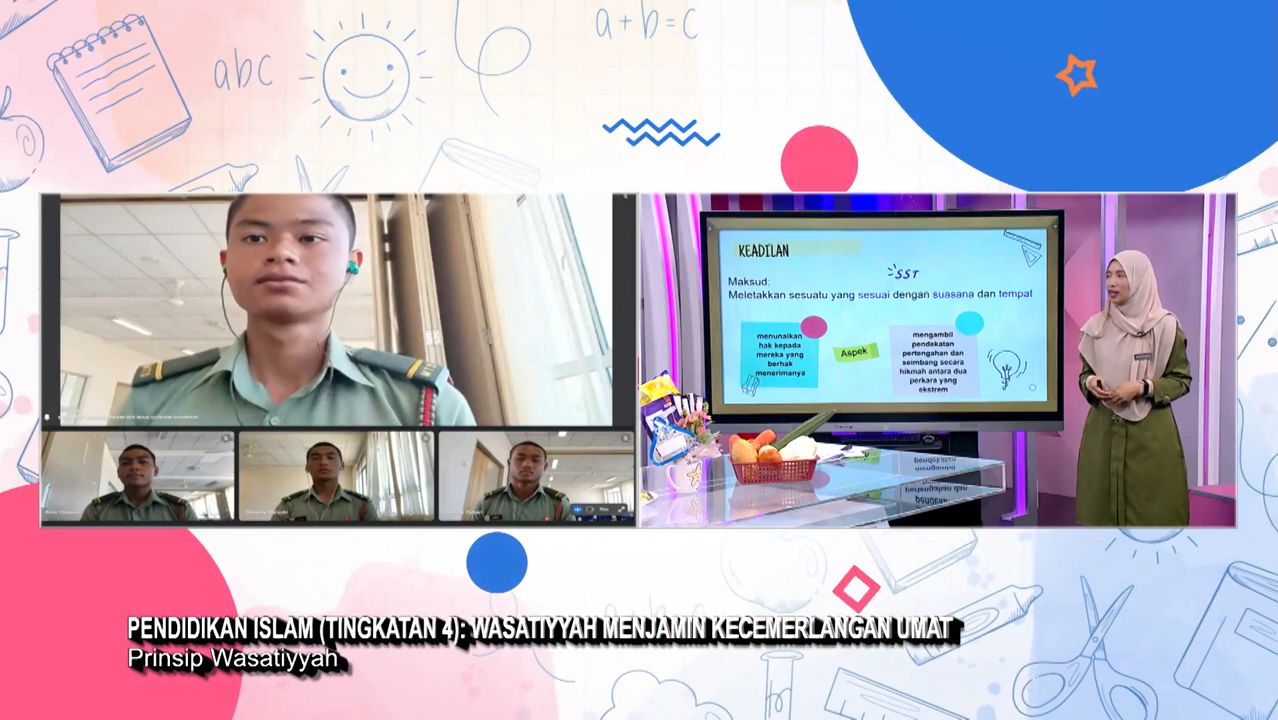 abc
a+b=c
KEADILAN
SST
Maksud:
Meletakkan sesuatu yang sesuai dengan suasana dan tempat
menunaikan
hak kepada
mereka yang
berhak
menerimanya
Aspek
mengambil
pendekatan
pertengahan dan
seimbang secara
hikmah antara dua
perkara yang
ekstrem
PENDIDIKAN ISLAM (TINGKATAN 4): WASATIYYAH MENJAMIN KECEMERLANGAN UMAT
Prinsip Wasatiyyah